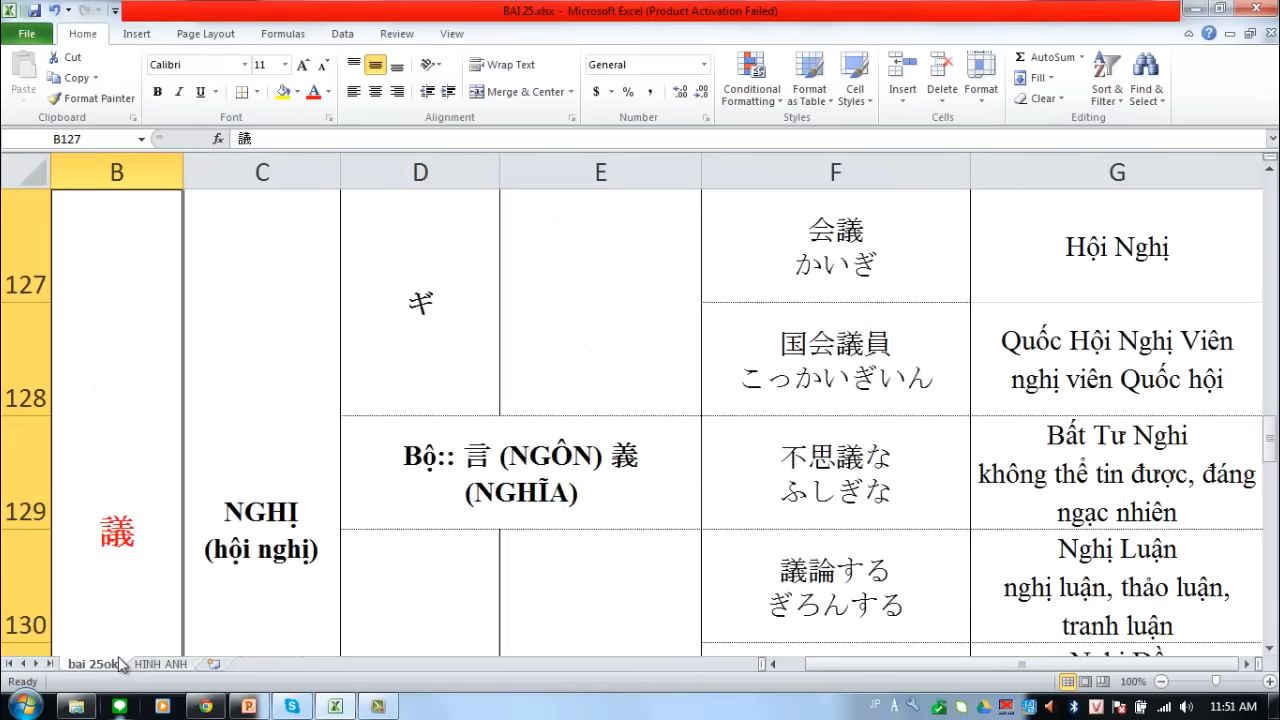 BAI 25.xlsx - Microsoft Excel (Product Activation Failed)
File Home Insert Page Layout Formulas Data Review View
Paste
Cut
Copy
Format Painter
Clipboard
Calibri 11
B I U
Font
Wrap Text
Merge & Center
Alignment
General
$ % ,
Number
Conditional Formatting
Format as Table
Cell Styles
Styles
Insert
Delete
Format
Cells
AutoSum
Fill
Clear
Sort & Filter
Find & Select
Editing
B127 fx 議
B C D E F G
127
会議
かいぎ
Hội Nghị
ギ
128
国会議員
こっかいぎいん
Quốc Hội Nghị Viên
nghị viên Quốc hội
129
Bộ:: 言 (NGÔN) 義
(NGHĨA)
不思議な
ふしぎな
Bất Tư Nghi
không thể tin được, đáng
ngạc nhiên
議
NGHỊ
(hội nghị)
130
議論する
ぎろんする
Nghị Luận
nghị luận, thảo luận,
tranh luận
bai 25ok HINH ANH
Ready
100%
JP
11:51 AM